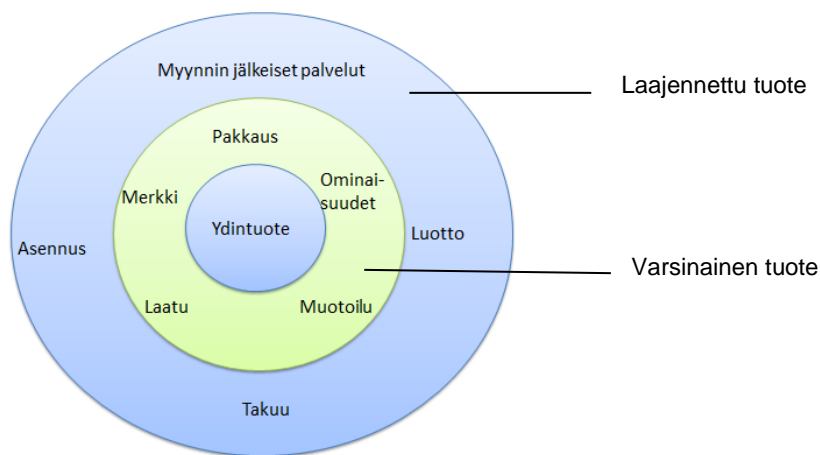 Myynnin jälkeiset palvelut
Laajennettu tuote
Pakkaus
Ominai-
suudet
Merkki
Ydintuote
Luotto
Asennus
Varsinainen tuote
Laatu
Muotoilu
Takuu